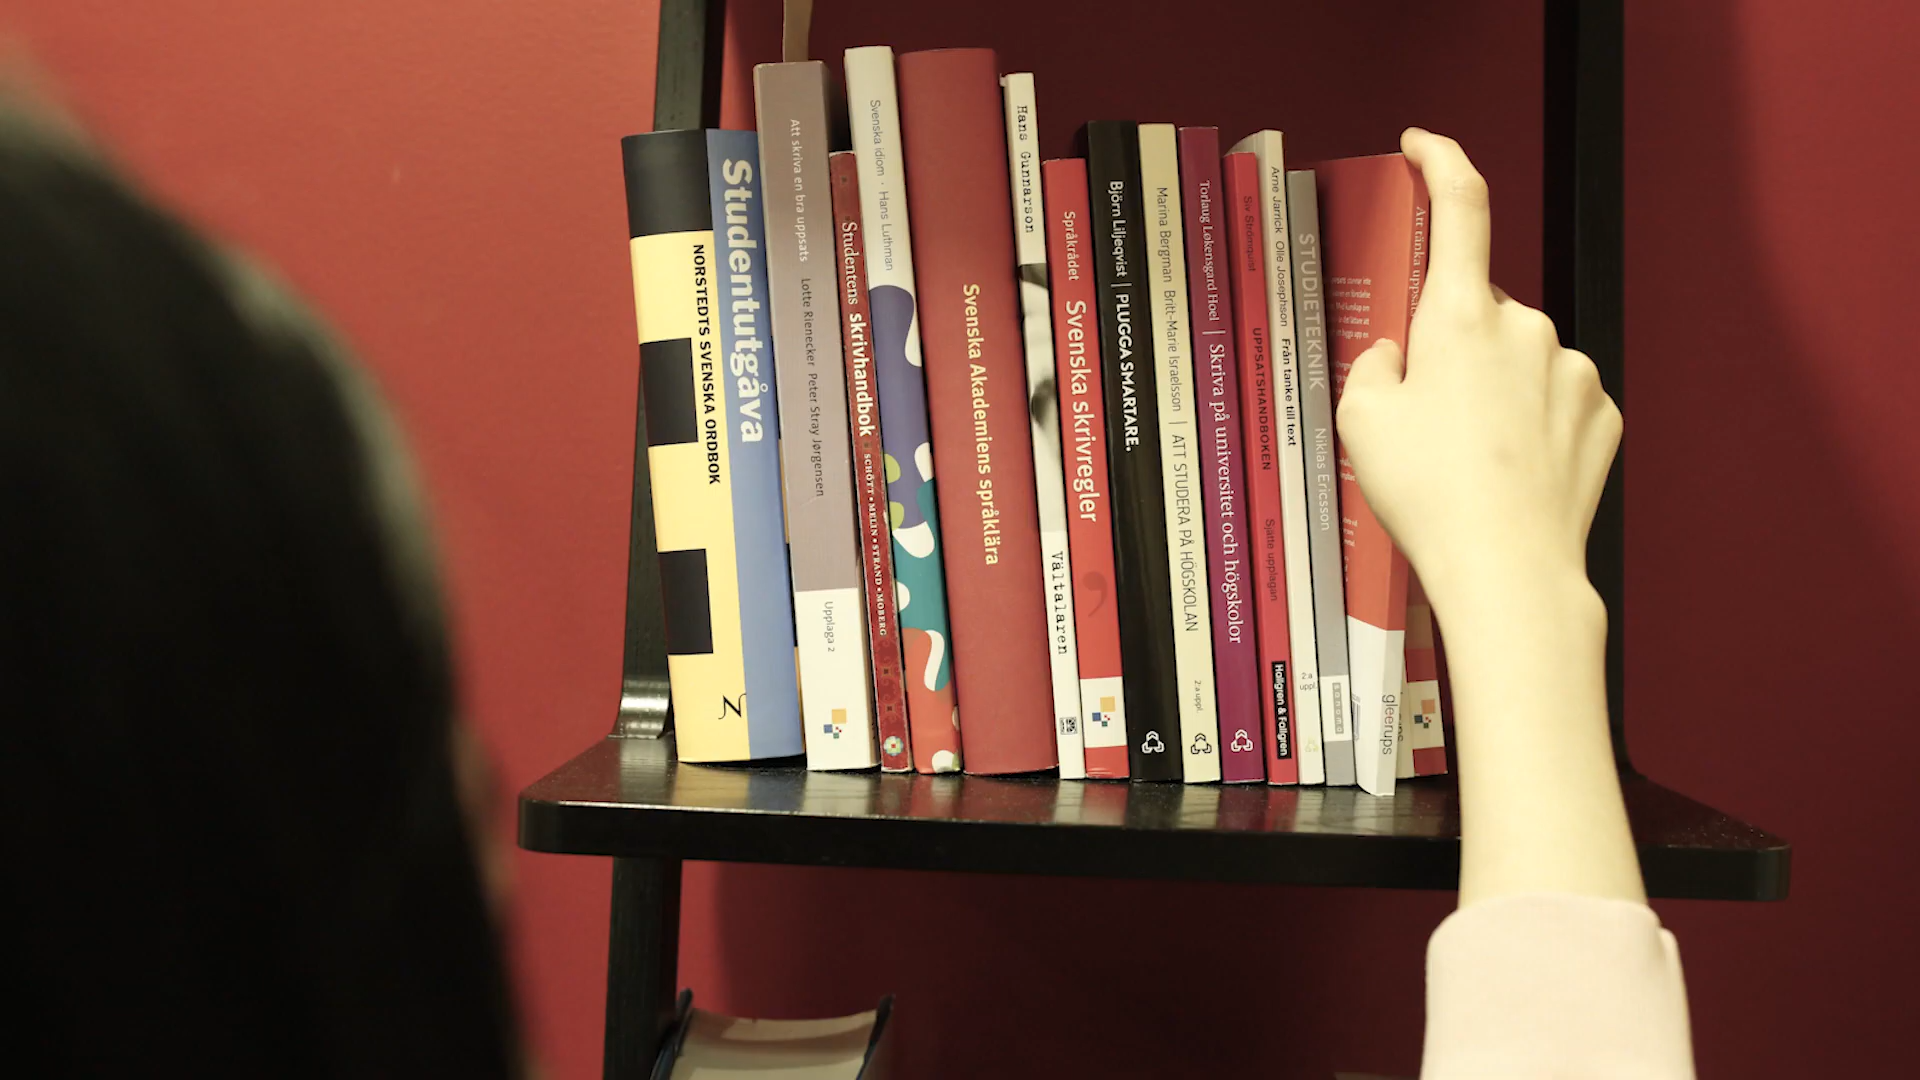 Studentutgåva
NORSTEDTS SVENSKA ORDBOK
Att skriva en bra uppsats Lotte Rienecker Peter Stray Jørgensen
Upplaga 2
Studentens skrivhandbok SCHÖTT • MELIN • STRAND • MOBERG
Svenska idiom · Hans Luthman
Svenska Akademiens språklära
Hans Gunnarson
Vältalaren
Språkrådet Svenska skrivregler
Björn Liljeqvist | PLUGGA SMARTARE.
Marina Bergman Britt-Marie Israelsson | ATT STUDERA PÅ HÖGSKOLAN
2:a uppl.
Torlaug Løkensgard Hoel | Skriva på universitet och högskolor
Siv Strömquist UPPSATSHANDBOKEN Sjätte upplagan
Hallgren & Fallgren
Arne Jarrick Olle Josephson Från tanke till text
2:a uppl.
STUDIETEKNIK Niklas Ericsson
sanoma
Att tänka uppsats
gleerups